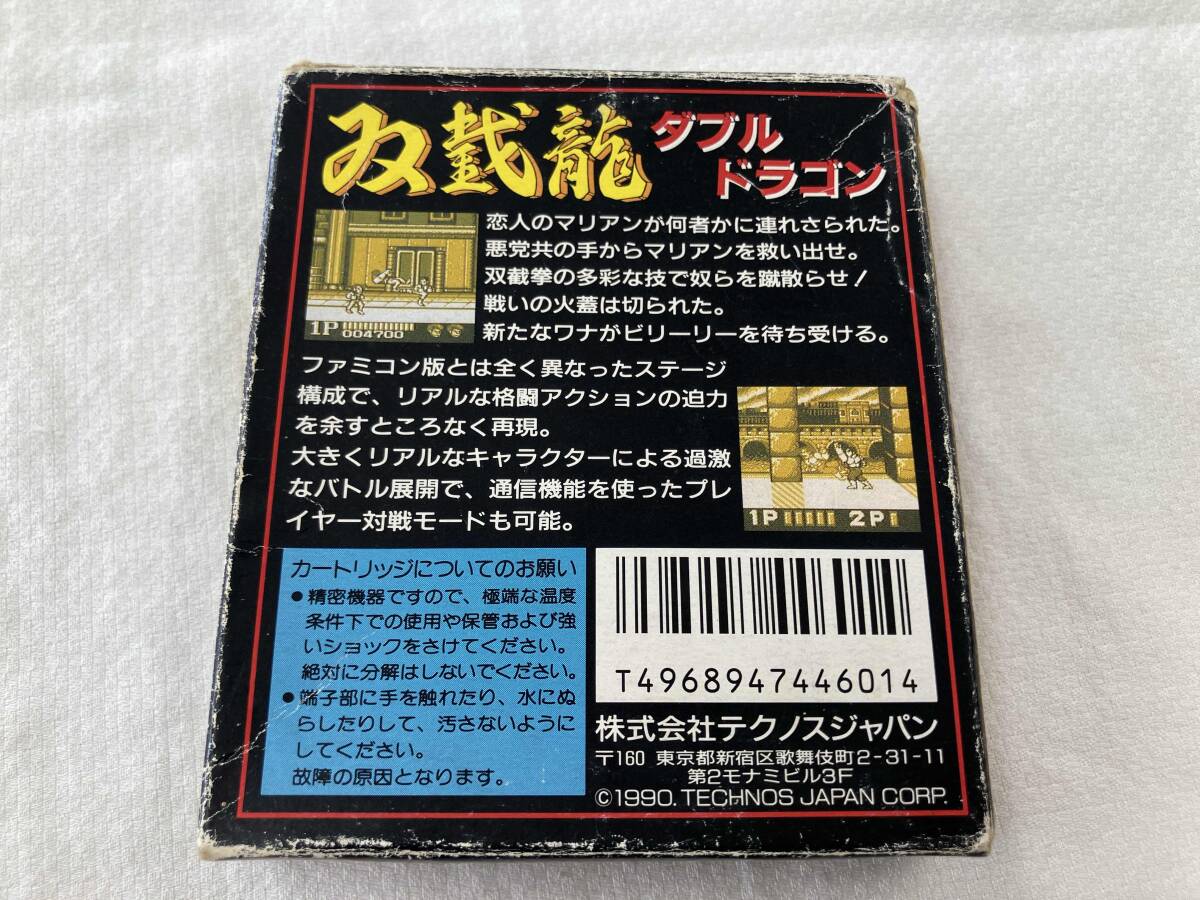 双截龍
ダブル
ドラゴン
恋人のマリアンが何者かに連れさられた。
悪党共の手からマリアンを救い出せ。
双截拳の多彩な技で奴らを蹴散らせ！
戦いの火蓋は切られた。
新たなワナがビリーリーを待ち受ける。
1P
004700
ファミコン版とは全く異なったステージ
構成で、リアルな格闘アクションの迫力
を余すところなく再現。
大きくリアルなキャラクターによる過激
なバトル展開で、通信機能を使ったプレ
イヤー対戦モードも可能。
1P 2P
カートリッジについてのお願い
●精密機器ですので、極端な温度
条件下での使用や保管および強
いショックをさけてください。
絶対に分解はしないでください。
●端子部に手を触れたり、水にぬ
らしたりして、汚さないように
してください。
故障の原因となります。
T4968947446014
株式会社テクノスジャパン
〒160 東京都新宿区歌舞伎町2-31-11
第2モナミビル3F
©1990. TECHNOS JAPAN CORP.